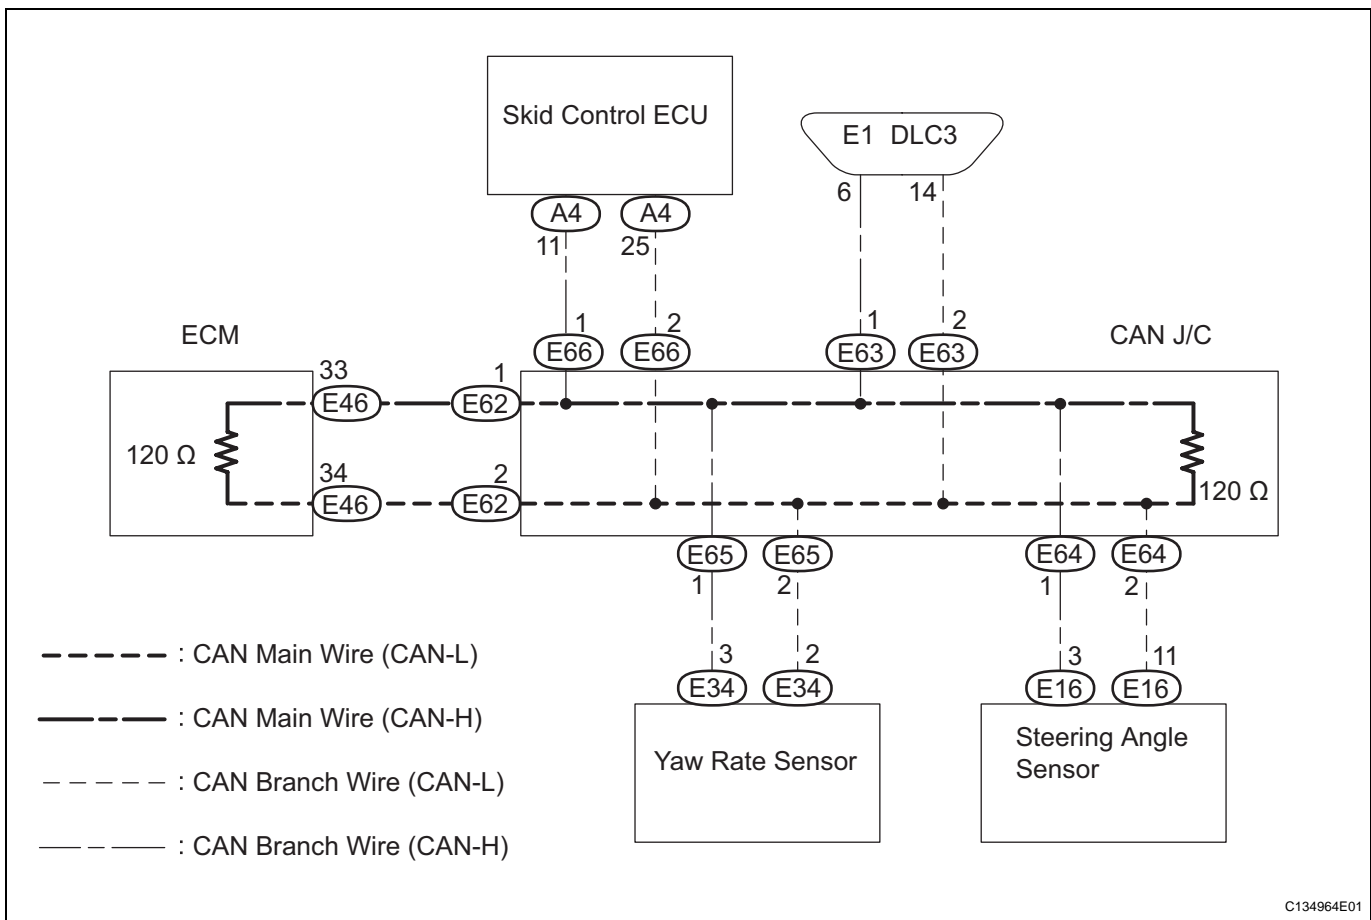 Skid Control ECU
E1 DLC3
6 14
A4 A4
11 25
ECM
CAN J/C
1 2 1 2
E66 E66 E63 E63
33 1
E46 E62
120 Ω
34 2
E46 E62
120 Ω
E65 E65 E64 E64
1 2 1 2
3 2 3 11
E34 E34 E16 E16
Yaw Rate Sensor
Steering Angle
Sensor
: CAN Main Wire (CAN-L)
: CAN Main Wire (CAN-H)
: CAN Branch Wire (CAN-L)
: CAN Branch Wire (CAN-H)
C134964E01